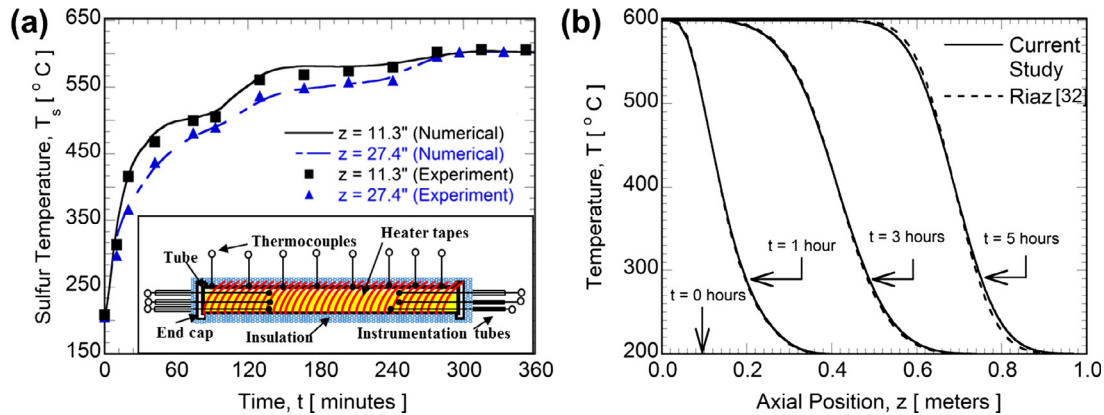 (a)
Sulfur Temperature, Ts [ ° C ]
650
550
450
350
250
150
z = 11.3" (Numerical)
z = 27.4" (Numerical)
z = 11.3" (Experiment)
z = 27.4" (Experiment)
Thermocouples
Heater tapes
Tube
End cap
Insulation
Instrumentation tubes
0 60 120 180 240 300 360
Time, t [ minutes ]
(b)
Temperature, T [ ° C ]
600
500
400
300
200
Current
Study
Riaz [32]
t = 1 hour
t = 3 hours
t = 5 hours
t = 0 hours
0.0 0.2 0.4 0.6 0.8 1.0
Axial Position, z [ meters ]